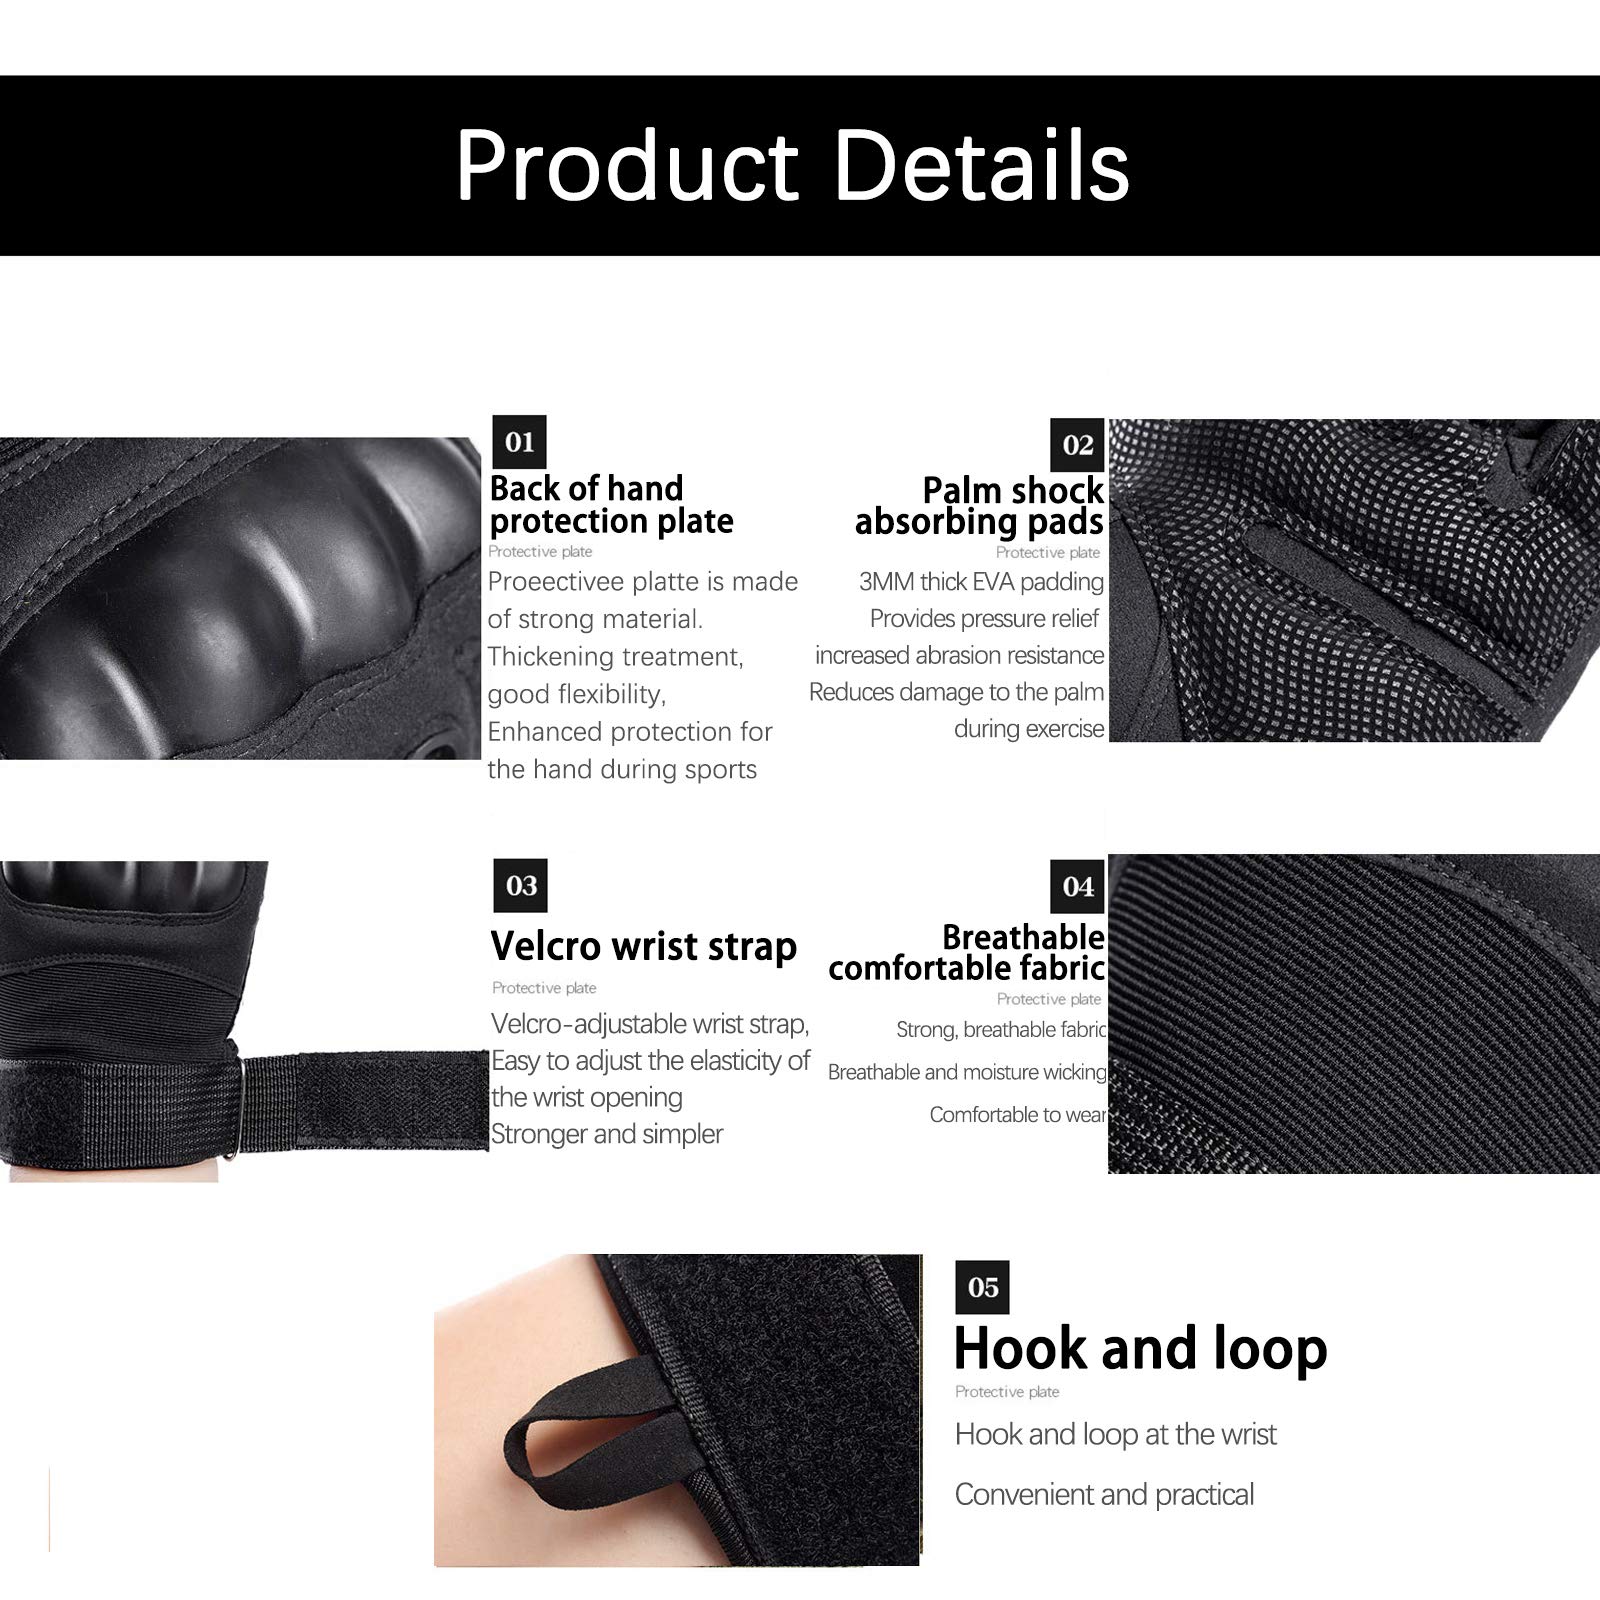 Product Details
01
Back of hand
protection plate
Protective plate
Proeectivee platte is made
of strong material.
Thickening treatment,
good flexibility,
Enhanced protection for
the hand during sports
02
Palm shock
absorbing pads
Protective plate
3MM thick EVA padding
Provides pressure relief
increased abrasion resistance
Reduces damage to the palm
during exercise
03
Velcro wrist strap
Protective plate
Velcro-adjustable wrist strap,
Easy to adjust the elasticity of
the wrist opening
Stronger and simpler
04
Breathable
comfortable fabric
Protective plate
Strong, breathable fabric
Breathable and moisture wicking
Comfortable to wear
05
Hook and loop
Protective plate
Hook and loop at the wrist
Convenient and practical